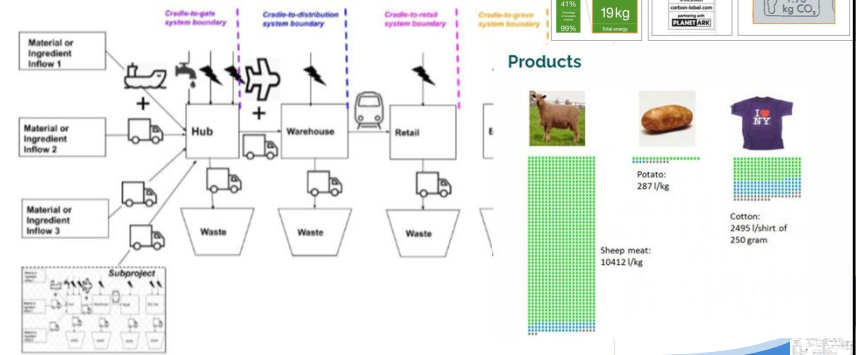 Cradle-to-gate
system boundary
Cradle-to-distribution
system boundary
Cradle-to-retail
system boundary
Cradle-to-grave
system boundary
Material or
Ingredient
Inflow 1
Material or
Ingredient
Inflow 2
Material or
Ingredient
Inflow 3
Hub
Warehouse
Retail
Waste
Waste
Waste
Subproject
41%
99%
19kg
Total energy
carbon-label.com
partnering with
PLANET ARK
kg CO₂
Products
I ♥
NY
Potato:
287 l/kg
Sheep meat:
10412 l/kg
Cotton:
2495 l/shirt of
250 gram